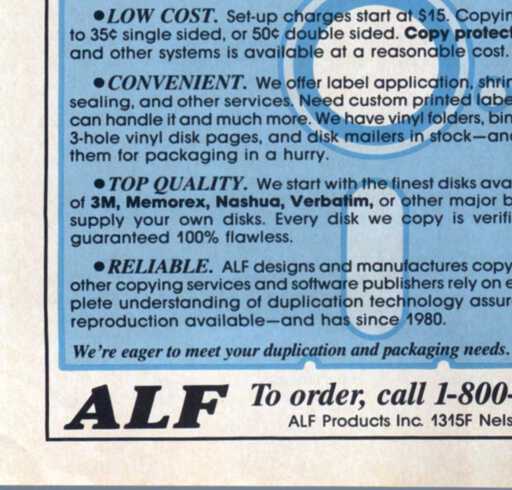 •LOW COST. Set-up charges start at $15. Copyin
to 35¢ single sided, or 50¢ double sided. Copy protect
and other systems is available at a reasonable cost.
•CONVENIENT. We offer label application, shrin
sealing, and other services. Need custom printed labe
can handle it and much more. We have vinyl folders, bin
3-hole vinyl disk pages, and disk mailers in stock—and
them for packaging in a hurry.
•TOP QUALITY. We start with the finest disks ava
of 3M, Memorex, Nashua, Verbatim, or other major b
supply your own disks. Every disk we copy is verifi
guaranteed 100% flawless.
•RELIABLE. ALF designs and manufactures copy
other copying services and software publishers rely on e
plete understanding of duplication technology assur
reproduction available—and has since 1980.
We're eager to meet your duplication and packaging needs.
ALF To order, call 1-800-
ALF Products Inc. 1315F Nels